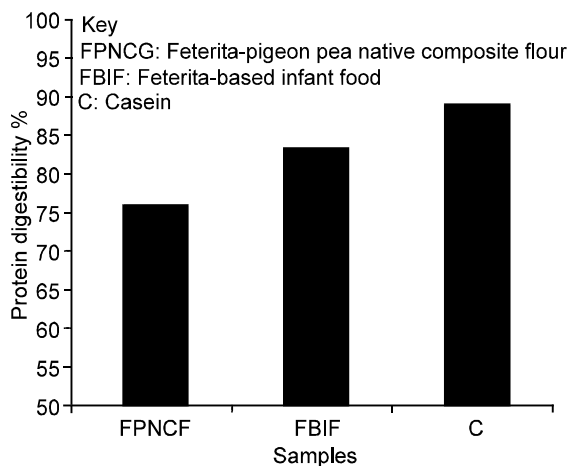 Key
FPNCG: Feterita-pigeon pea native composite flour
FBIF: Feterita-based infant food
C: Casein
Protein digestibility %
100
95
90
85
80
75
70
65
60
55
50
FPNCF FBIF C
Samples